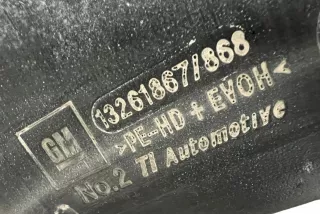 13261867/868
GM
>PE-HD + EVOH<
No.2 TI Automotive